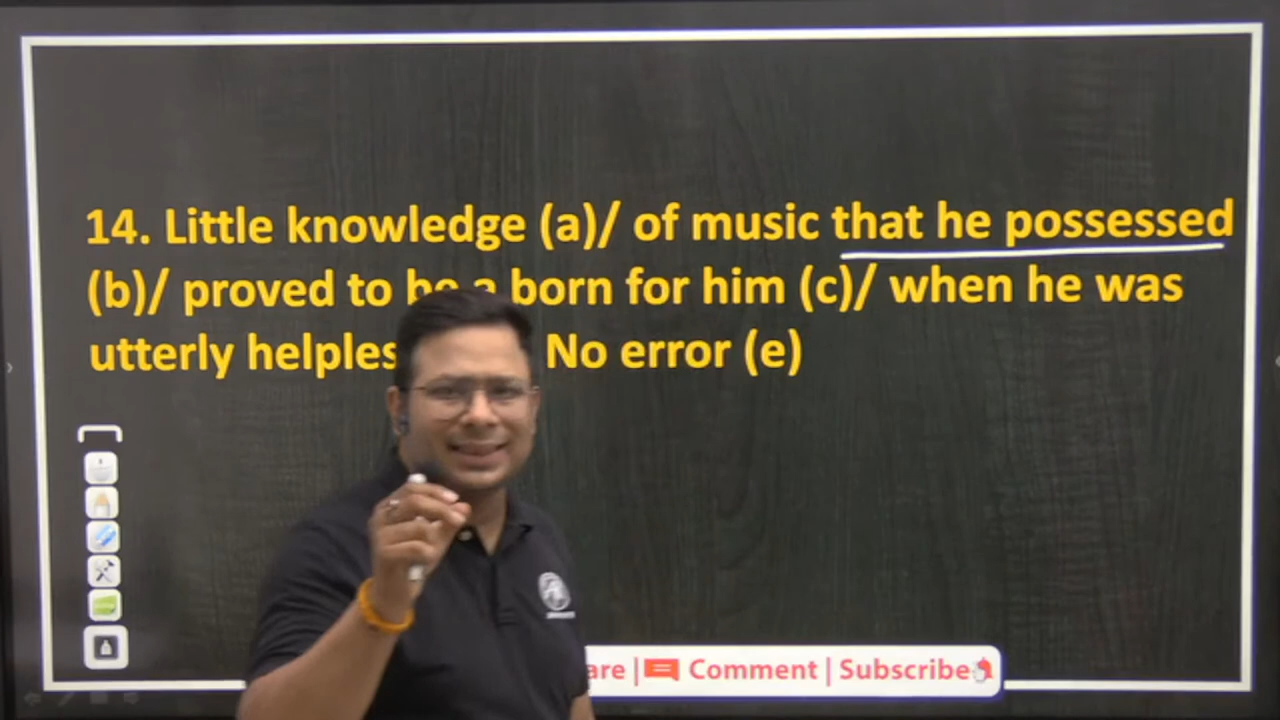 14. Little knowledge (a)/ of music that he possessed
(b)/ proved to be a born for him (c)/ when he was
utterly No error (e)
Comment | Subscribe